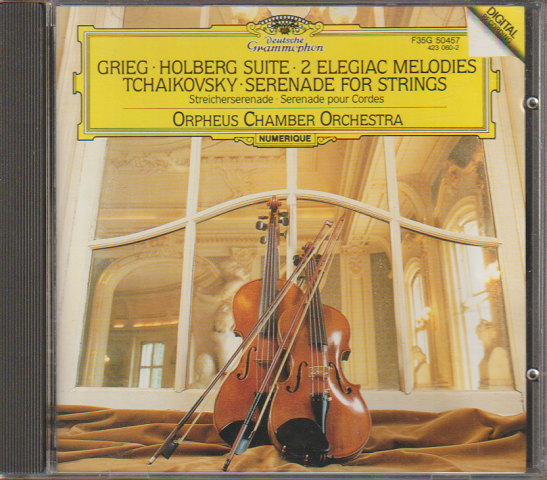 Deutsche
Grammophon
F35G 50457
423 060-2
DIGITAL
RECORDING
GRIEG · HOLBERG SUITE · 2 ELEGIAC MELODIES
TCHAIKOVSKY · SERENADE FOR STRINGS
Streicherserenade · Serenade pour Cordes
ORPHEUS CHAMBER ORCHESTRA
NUMERIQUE